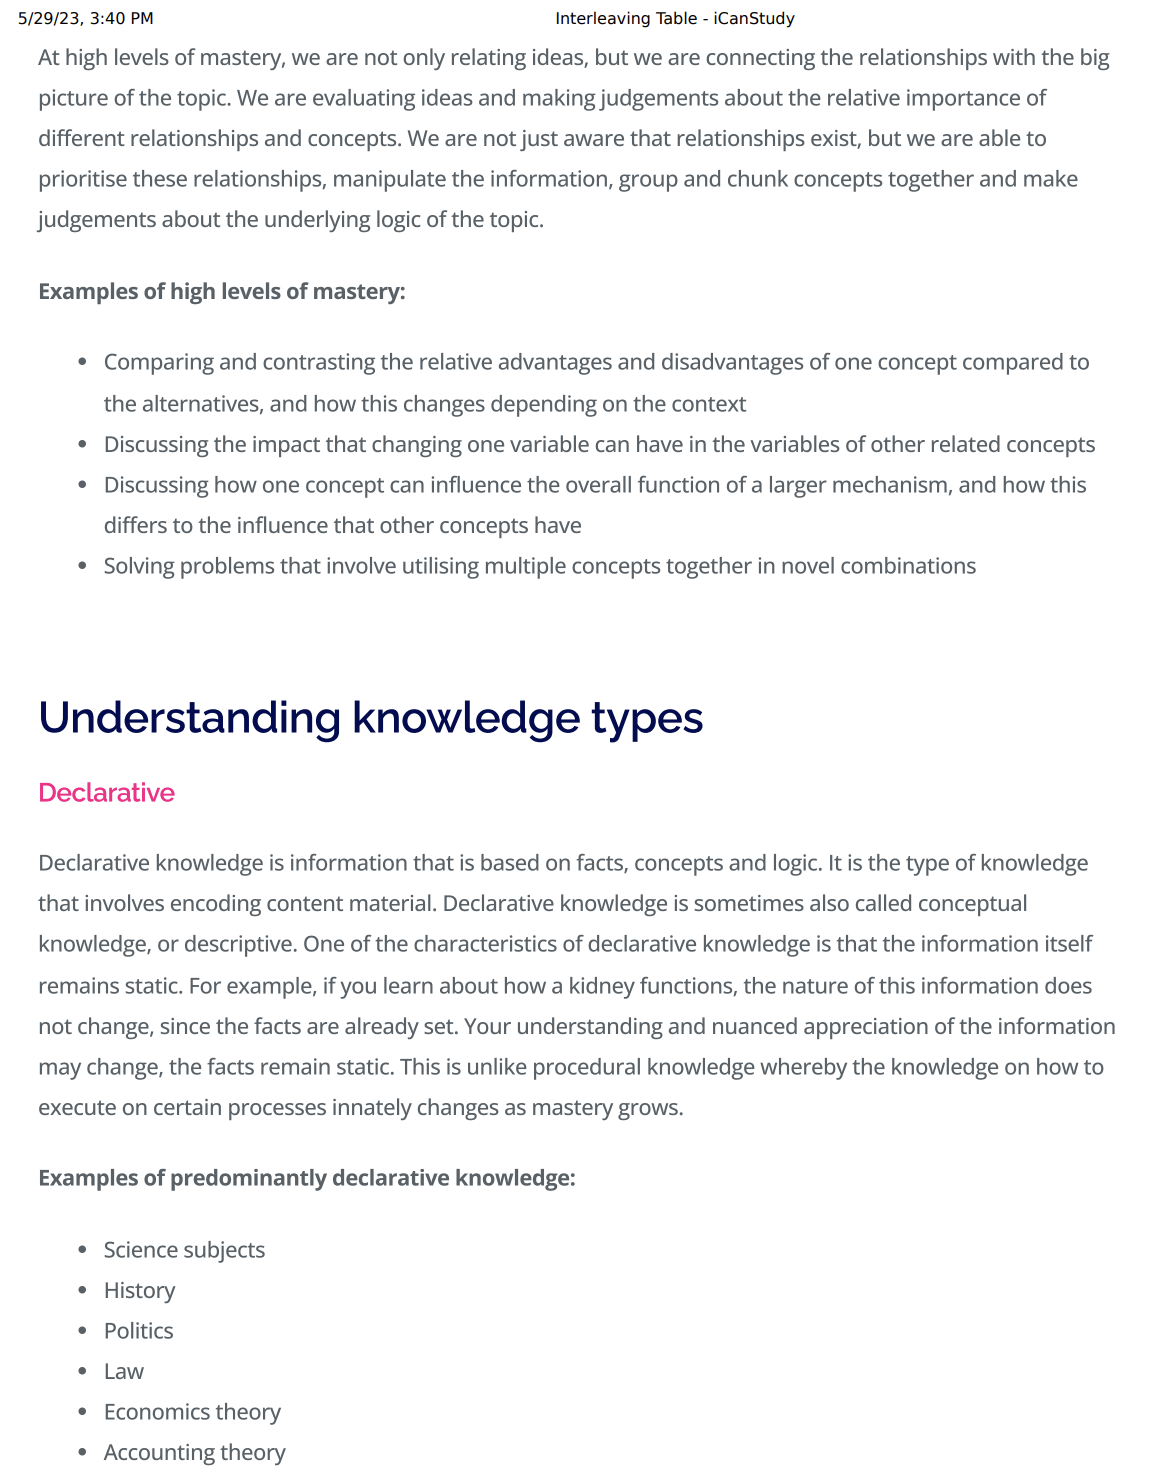 5/29/23, 3:40 PM
Interleaving Table - iCanStudy
At high levels of mastery, we are not only relating ideas, but we are connecting the relationships with the big
picture of the topic. We are evaluating ideas and making judgements about the relative importance of
different relationships and concepts. We are not just aware that relationships exist, but we are able to
prioritise these relationships, manipulate the information, group and chunk concepts together and make
judgements about the underlying logic of the topic.
Examples of high levels of mastery:
• Comparing and contrasting the relative advantages and disadvantages of one concept compared to
the alternatives, and how this changes depending on the context
• Discussing the impact that changing one variable can have in the variables of other related concepts
• Discussing how one concept can influence the overall function of a larger mechanism, and how this
differs to the influence that other concepts have
• Solving problems that involve utilising multiple concepts together in novel combinations
Understanding knowledge types
Declarative
Declarative knowledge is information that is based on facts, concepts and logic. It is the type of knowledge
that involves encoding content material. Declarative knowledge is sometimes also called conceptual
knowledge, or descriptive. One of the characteristics of declarative knowledge is that the information itself
remains static. For example, if you learn about how a kidney functions, the nature of this information does
not change, since the facts are already set. Your understanding and nuanced appreciation of the information
may change, the facts remain static. This is unlike procedural knowledge whereby the knowledge on how to
execute on certain processes innately changes as mastery grows.
Examples of predominantly declarative knowledge:
• Science subjects
• History
• Politics
• Law
• Economics theory
• Accounting theory